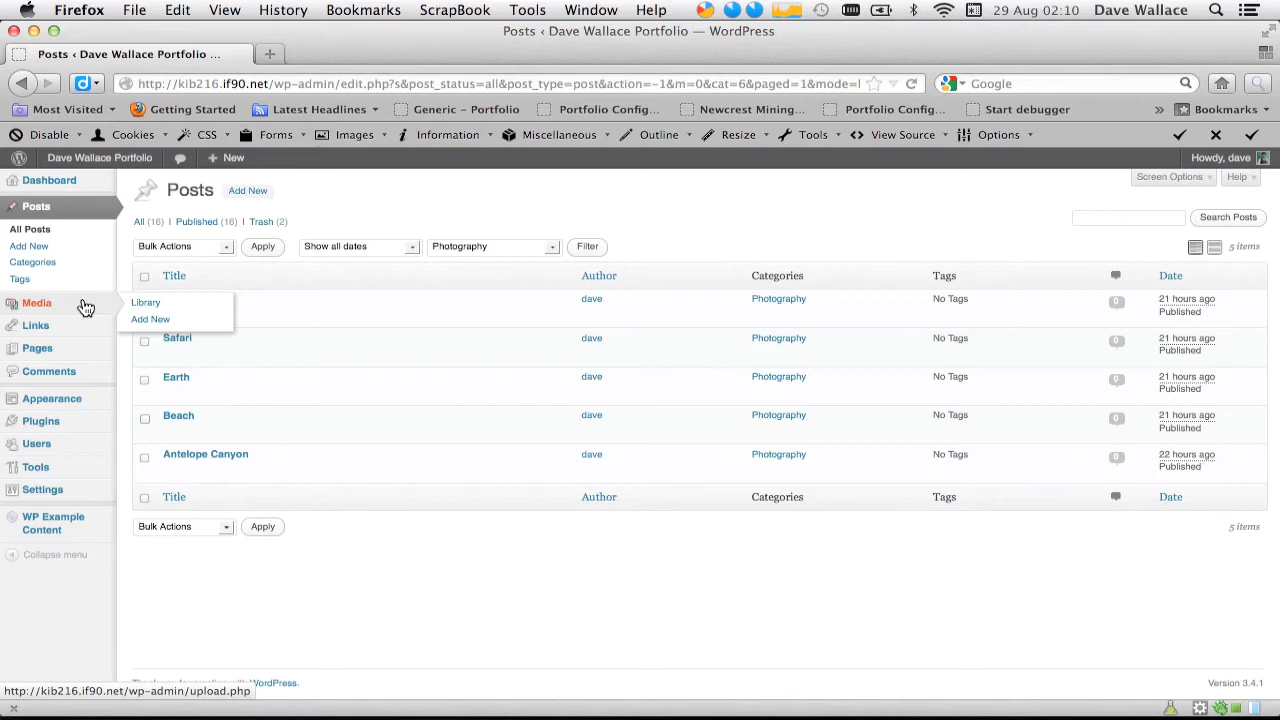 Firefox File Edit View History Bookmarks ScrapBook Tools Window Help 29 Aug 02:10 Dave Wallace
Posts ‹ Dave Wallace Portfolio — WordPress
Posts ‹ Dave Wallace Portfolio ...
http://kib216.if90.net/wp-admin/edit.php?s&post_status=all&post_type=post&action=-1&m=0&cat=6&paged=1&mode=l Google
Most Visited Getting Started Latest Headlines Generic – Portfolio Portfolio Config... Newcrest Mining... Portfolio Config... Start debugger » Bookmarks
Disable Cookies CSS Forms Images Information Miscellaneous Outline Resize Tools View Source Options
Dave Wallace Portfolio + New Howdy, dave
Dashboard
Posts
All Posts
Add New
Categories
Tags
Media
Library
Add New
Links
Pages
Comments
Appearance
Plugins
Users
Tools
Settings
WP Example
Content
Collapse menu
Screen Options Help
Posts Add New
All (16) | Published (16) | Trash (2)
Search Posts
Bulk Actions Apply Show all dates Photography Filter 5 items
Title Author Categories Tags Date
dave Photography No Tags 0 21 hours ago
Published
Safari dave Photography No Tags 0 21 hours ago
Published
Earth dave Photography No Tags 0 21 hours ago
Published
Beach dave Photography No Tags 0 21 hours ago
Published
Antelope Canyon dave Photography No Tags 0 22 hours ago
Published
Title Author Categories Tags Date
Bulk Actions Apply 5 items
WordPress. Version 3.4.1
http://kib216.if90.net/wp-admin/upload.php